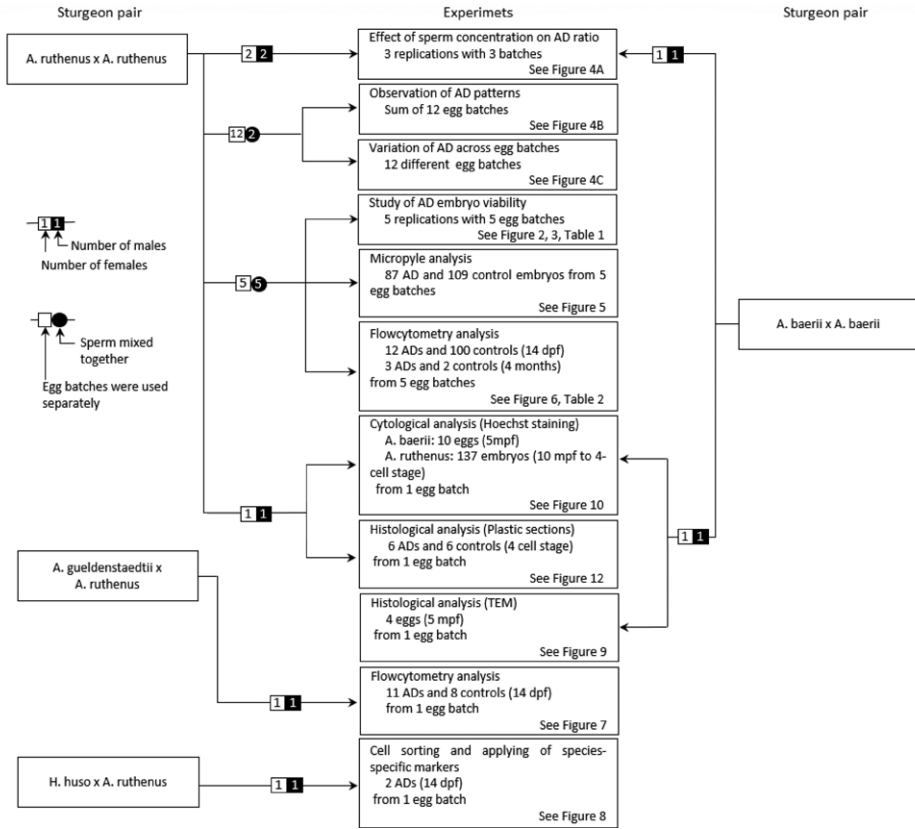 Sturgeon pair
Experimets
Sturgeon pair
A. ruthenus x A. ruthenus
2 2
Effect of sperm concentration on AD ratio
3 replications with 3 batches
See Figure 4A
1 1
Observation of AD patterns
Sum of 12 egg batches
See Figure 4B
12 2
Variation of AD across egg batches
12 different egg batches
See Figure 4C
1 1
Number of males
Number of females
Study of AD embryo viability
5 replications with 5 egg batches
See Figure 2, 3, Table 1
5 5
Micropyle analysis
87 AD and 109 control embryos from 5
egg batches
See Figure 5
Sperm mixed
together
Egg batches were used
separately
Flowcytometry analysis
12 ADs and 100 controls (14 dpf)
3 ADs and 2 controls (4 months)
from 5 egg batches
See Figure 6, Table 2
A. baerii x A. baerii
Cytological analysis (Hoechst staining)
A. baerii: 10 eggs (5mpf)
A. ruthenus: 137 embryos (10 mpf to 4-
cell stage)
from 1 egg batch
See Figure 10
1 1
1 1
Histological analysis (Plastic sections)
6 ADs and 6 controls (4 cell stage)
from 1 egg batch
See Figure 12
A. gueldenstaedtii x
A. ruthenus
Histological analysis (TEM)
4 eggs (5 mpf)
from 1 egg batch
See Figure 9
1 1
Flowcytometry analysis
11 ADs and 8 controls (14 dpf)
from 1 egg batch
See Figure 7
H. huso x A. ruthenus
1 1
Cell sorting and applying of species-
specific markers
2 ADs (14 dpf)
from 1 egg batch
See Figure 8